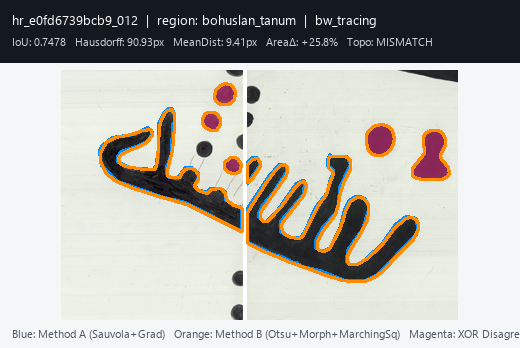 hr_e0fd6739bcb9_012 | region: bohuslan_tanum | bw_tracing
IoU: 0.7478 Hausdorff: 90.93px MeanDist: 9.41px AreaΔ: +25.8% Topo: MISMATCH
Blue: Method A (Sauvola+Grad) Orange: Method B (Otsu+Morph+MarchingSq) Magenta: XOR Disagre